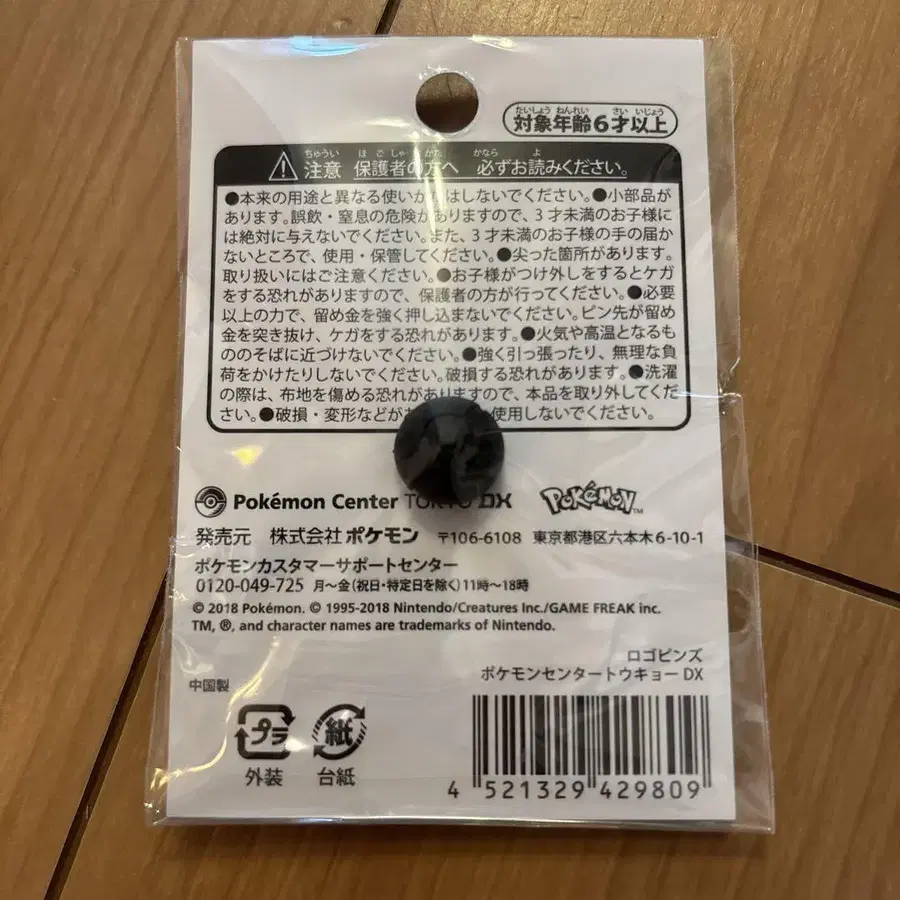 たいしょう ねんれい さい いじょう
対象年齢6才以上
ちゅうい ほごしゃ かた かなら よ
注意 保護者の方へ 必ずお読みください。
●本来の用途と異なる使いかたはしないでください。●小部品が
あります。誤飲・窒息の危険がありますので、3才未満のお子様に
は絶対に与えないでください。また、3才未満のお子様の手の届か
ないところで、使用・保管してください。●尖った箇所があります。
取り扱いにはご注意ください。●お子様がつけ外しをするとケガ
をする恐れがありますので、保護者の方が行ってください。●必要
以上の力で、留め金を強く押し込まないでください。ピン先が留め
金を突き抜け、ケガをする恐れがあります。●火気や高温となるも
ののそばに近づけないでください。●強く引っ張ったり、無理な負
荷をかけたりしないでください。破損する恐れがあります。●洗濯
の際は、布地を傷める恐れがありますので、本品を取り外してくだ
さい。●破損・変形などがあ 使用しないでください。
Pokémon Center TOKYO DX POKéMON TM
発売元 株式会社ポケモン 〒106-6108 東京都港区六本木6-10-1
ポケモンカスタマーサポートセンター
0120-049-725 月〜金(祝日・特定日を除く)11時〜18時
© 2018 Pokémon. © 1995-2018 Nintendo/Creatures Inc./GAME FREAK inc.
TM, ®, and character names are trademarks of Nintendo.
ロゴピンズ
ポケモンセンタートウキョーDX
中国製
プラ 紙
外装 台紙
4 521329 429809